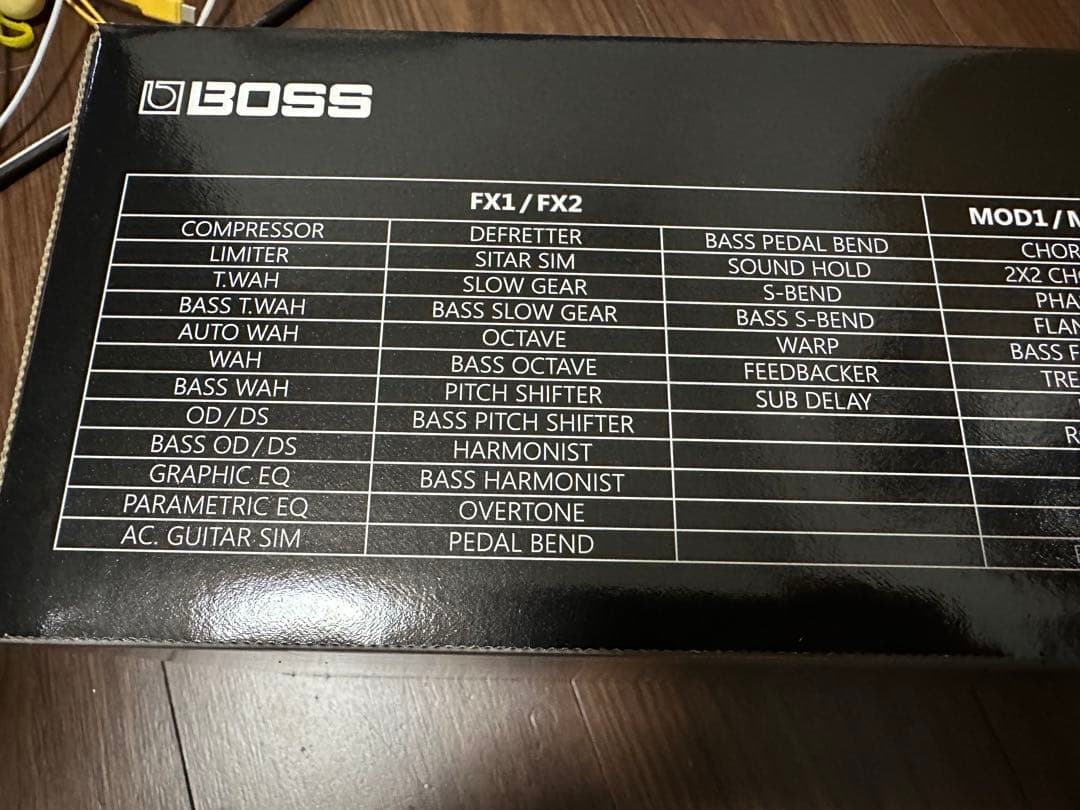 BOSS
FX1/FX2 MOD1/
COMPRESSOR DEFRETTER BASS PEDAL BEND
LIMITER SITAR SIM SOUND HOLD 2X2
T.WAH SLOW GEAR S-BEND
BASS T.WAH BASS SLOW GEAR BASS S-BEND
AUTO WAH OCTAVE WARP BASS
WAH BASS OCTAVE FEEDBACKER
BASS WAH PITCH SHIFTER SUB DELAY
OD/DS BASS PITCH SHIFTER
BASS OD/DS HARMONIST
GRAPHIC EQ BASS HARMONIST
PARAMETRIC EQ OVERTONE
AC. GUITAR SIM PEDAL BEND